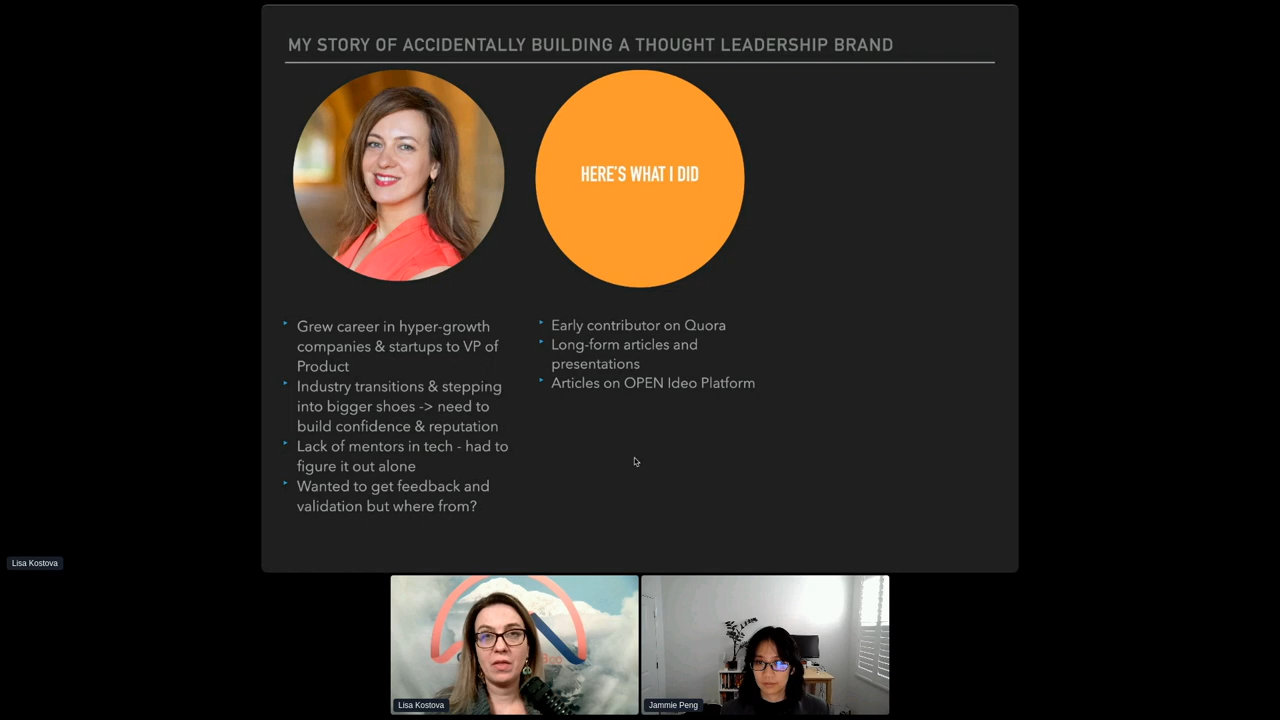 MY STORY OF ACCIDENTALLY BUILDING A THOUGHT LEADERSHIP BRAND
HERE'S WHAT I DID
Grew career in hyper-growth
companies & startups to VP of
Product
Industry transitions & stepping
into bigger shoes -> need to
build confidence & reputation
Lack of mentors in tech - had to
figure it out alone
Wanted to get feedback and
validation but where from?
Early contributor on Quora
Long-form articles and
presentations
Articles on OPEN Ideo Platform
Lisa Kostova
Lisa Kostova
Jammie Peng